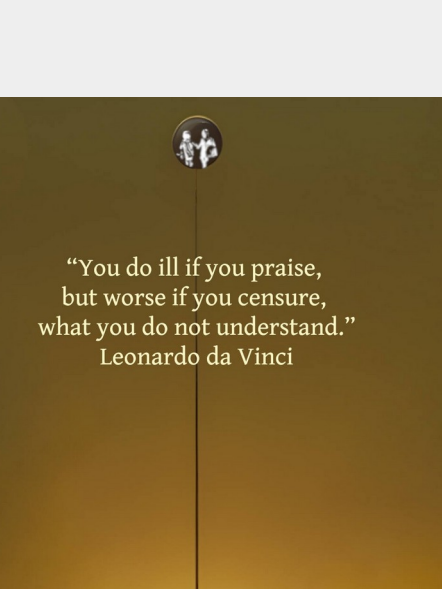 “You do ill if you praise,
but worse if you censure,
what you do not understand.”
Leonardo da Vinci